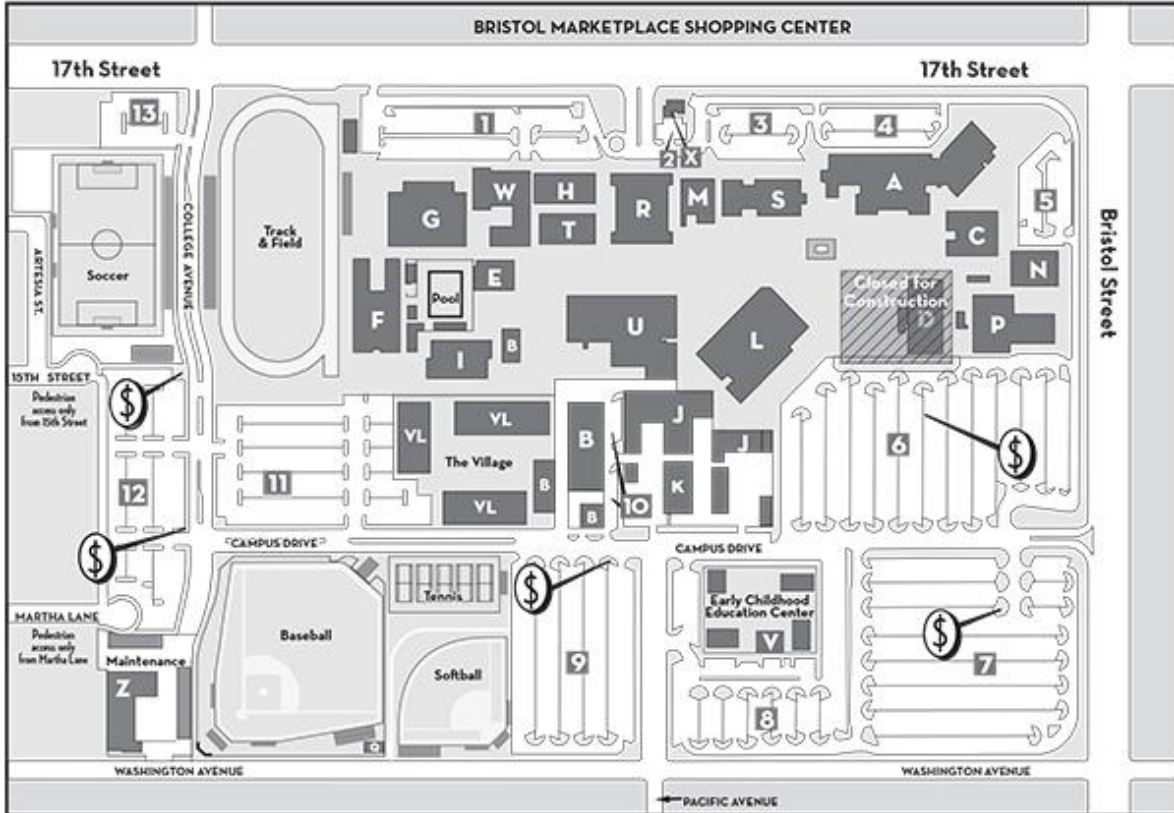 BRISTOL MARKETPLACE SHOPPING CENTER
17th Street
17th Street
13
1
2
X
3
4
5
G
W
H
T
R
M
S
A
C
N
Track
& Field
Soccer
COLLEGE AVENUE
ARTESIA ST.
Bristol Street
E
Pool
F
I
B
U
L
Closed for
Construction
D
P
15TH STREET
Pedestrian
access only
from 15th Street
$
12
11
VL
VL
The Village
VL
B
B
B
10
J
J
K
6
$
$
CAMPUS DRIVE
CAMPUS DRIVE
$
MARTHA LANE
Pedestrian
access only
from Martha Lane
Maintenance
Z
Baseball
Tennis
Softball
9
Early Childhood
Education Center
V
8
$
7
WASHINGTON AVENUE
WASHINGTON AVENUE
PACIFIC AVENUE